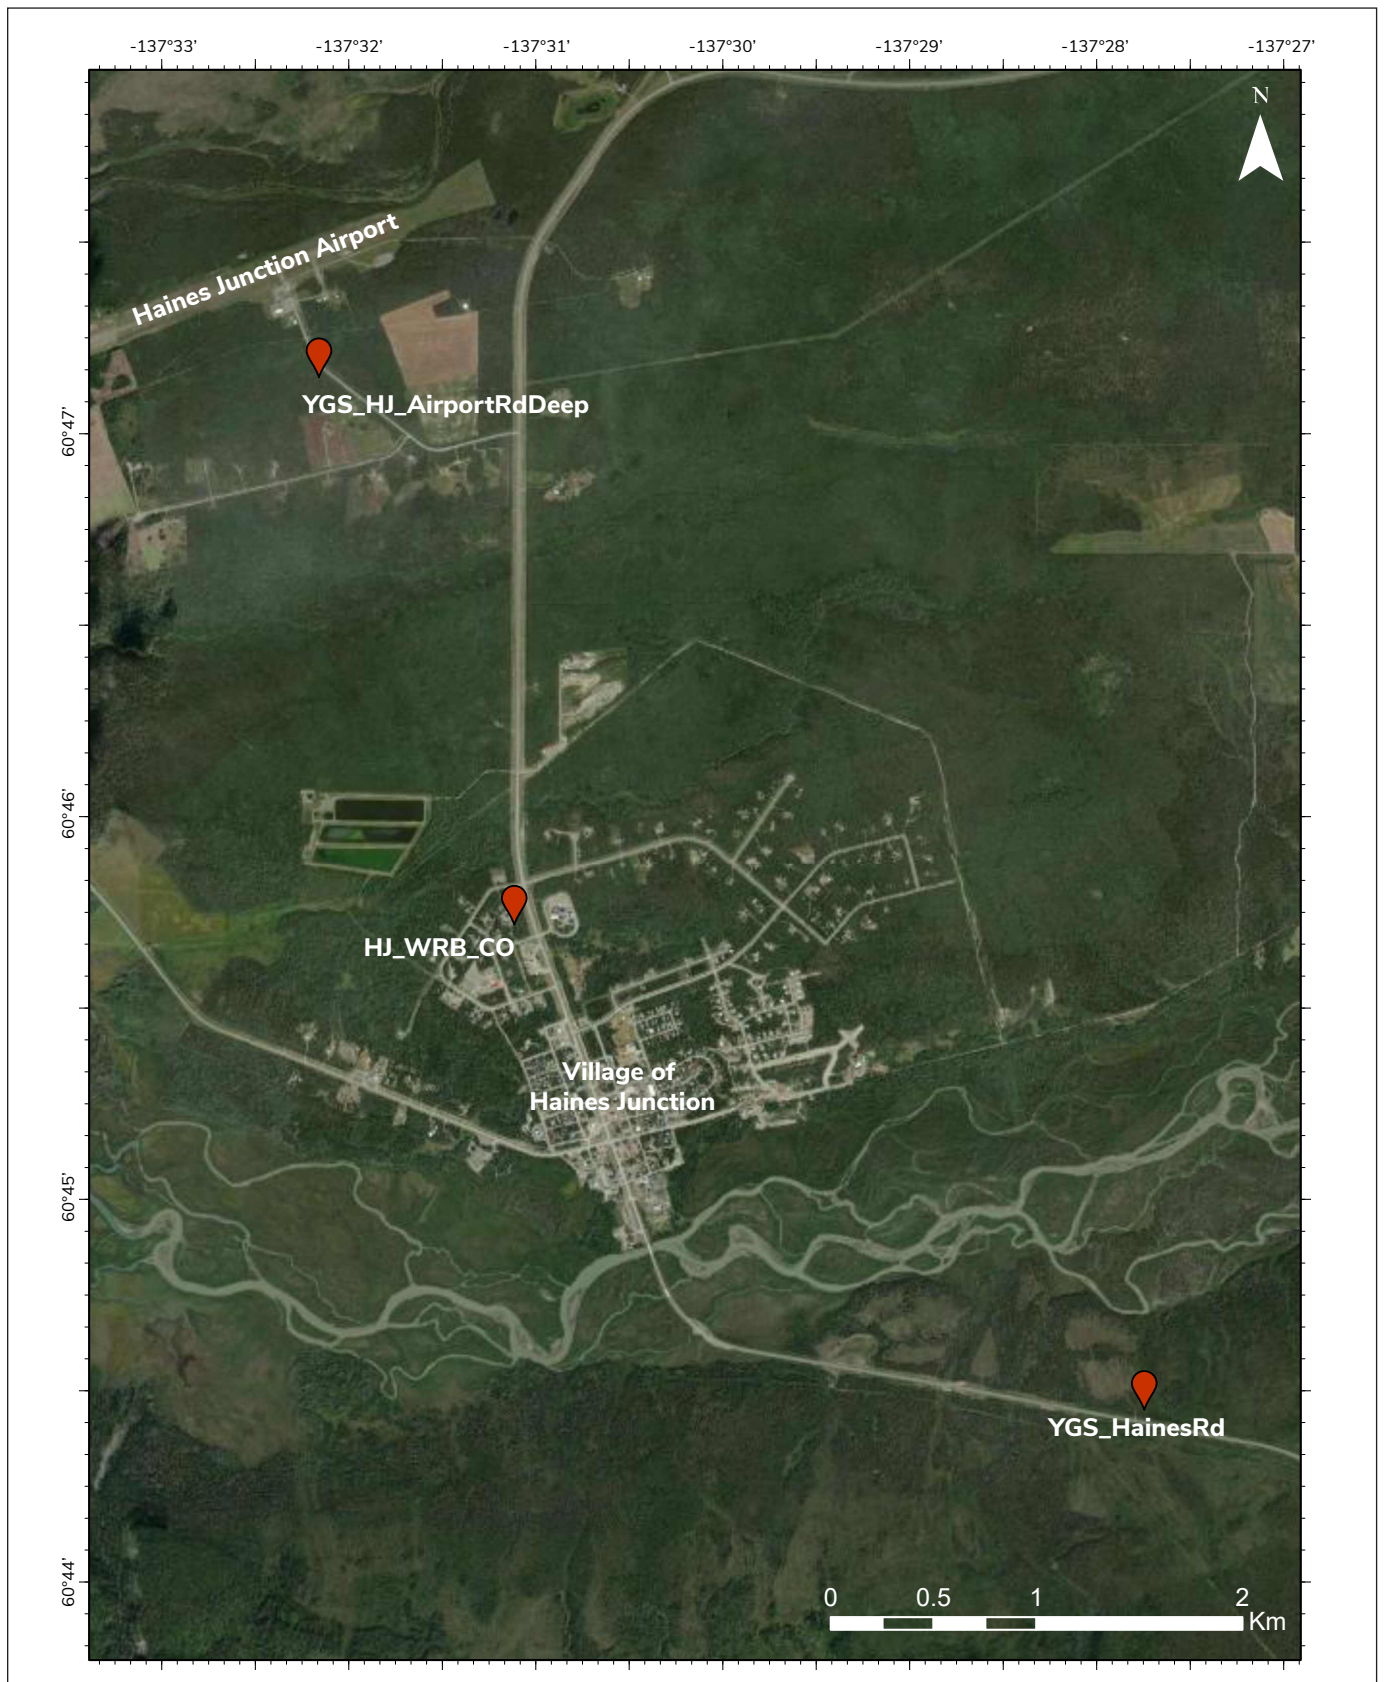 -137°33'
-137°32'
-137°31'
-137°30'
-137°29'
-137°28'
-137°27'
N
Haines Junction Airport
YGS_HJ_AirportRdDeep
60°47'
60°46'
HJ_WRB_CO
Village of
Haines Junction
60°45'
YGS_HainesRd
60°44'
0 0.5 1 2
Km